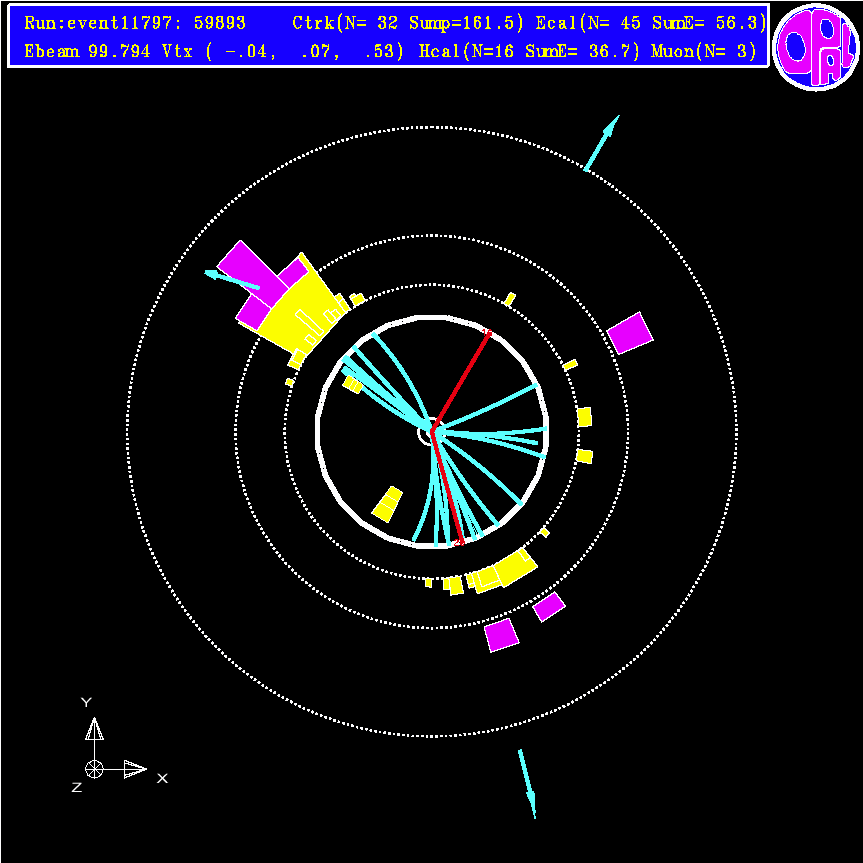 Run:event11797: 59893 Ctrk(N= 32 Sump=161.5) Ecal(N= 45 SumE= 56.3)
Ebeam 99.794 Vtx ( -.04, .07, .53) Hcal(N=16 SumE= 36.7) Muon(N= 3)
OPAL
Y
X
Z